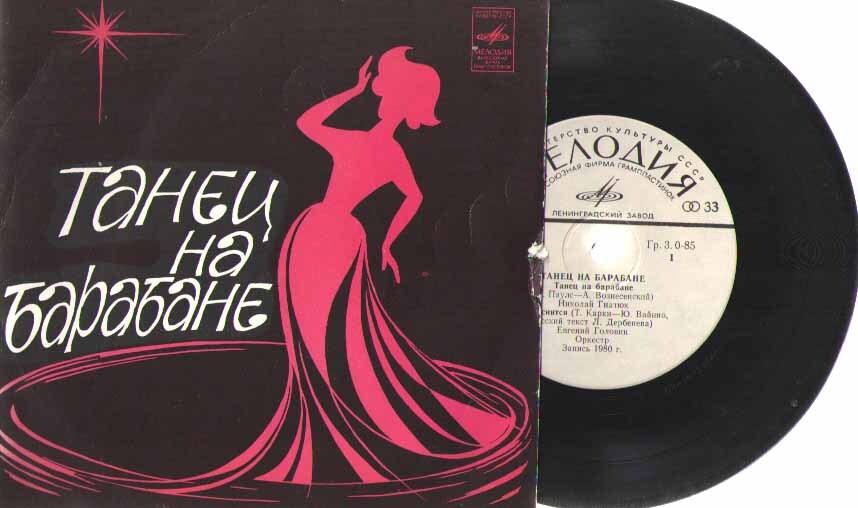 Танец
на
барабане
МЕЛОДИЯ
ТЕРСТВО КУЛЬТУРЫ СССР
ЕЛОДИЯ
СОЮЗНАЯ ФИРМА ГРАМПЛАСТИНОК
33
ЛЕНИНГРАДСКИЙ ЗАВОД
Гр. 3. 0-85
1
ТАНЕЦ НА БАРАБАНЕ
Танец на барабане
Паулс—А. Вознесенский)
Николай Гнатюк
снится (Т. Карки—Ю. Вайнио,
ский текст Л. Дербенева)
Евгений Головин
Оркестр
Запись 1980 г.